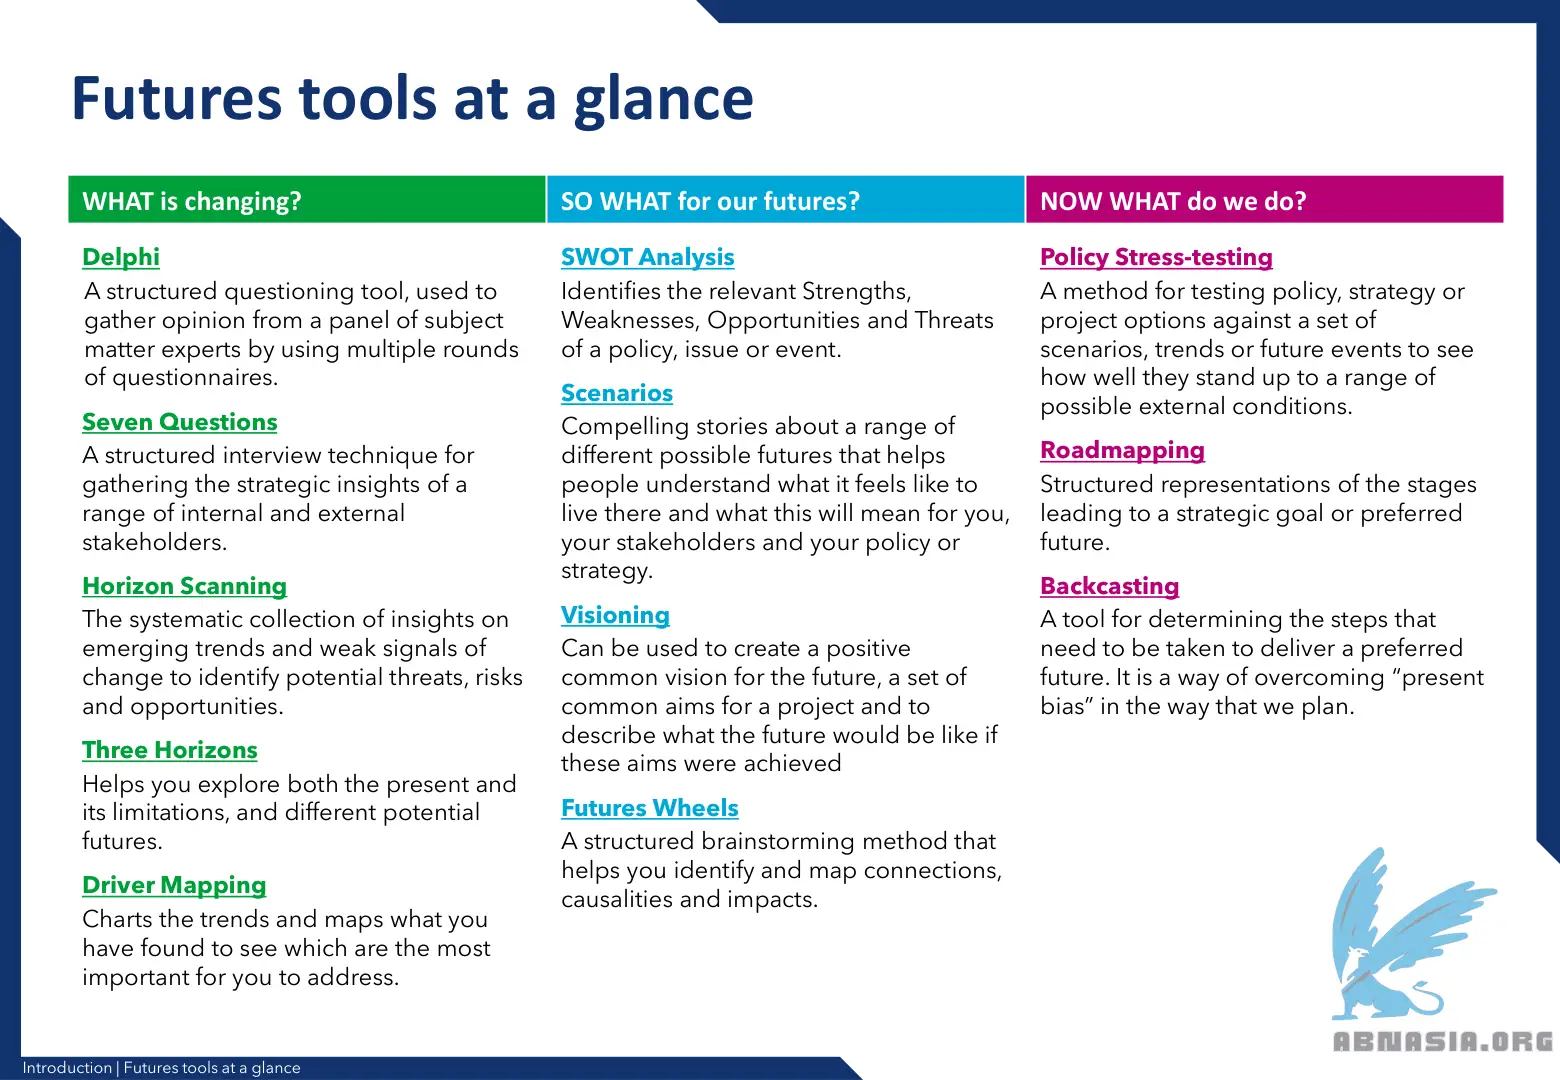 Futures tools at a glance
WHAT is changing?
Delphi
A structured questioning tool, used to
gather opinion from a panel of subject
matter experts by using multiple rounds
of questionnaires.
Seven Questions
A structured interview technique for
gathering the strategic insights of a
range of internal and external
stakeholders.
Horizon Scanning
The systematic collection of insights on
emerging trends and weak signals of
change to identify potential threats, risks
and opportunities.
Three Horizons
Helps you explore both the present and
its limitations, and different potential
futures.
Driver Mapping
Charts the trends and maps what you
have found to see which are the most
important for you to address.
SO WHAT for our futures?
SWOT Analysis
Identifies the relevant Strengths,
Weaknesses, Opportunities and Threats
of a policy, issue or event.
Scenarios
Compelling stories about a range of
different possible futures that helps
people understand what it feels like to
live there and what this will mean for you,
your stakeholders and your policy or
strategy.
Visioning
Can be used to create a positive
common vision for the future, a set of
common aims for a project and to
describe what the future would be like if
these aims were achieved
Futures Wheels
A structured brainstorming method that
helps you identify and map connections,
causalities and impacts.
NOW WHAT do we do?
Policy Stress-testing
A method for testing policy, strategy or
project options against a set of
scenarios, trends or future events to see
how well they stand up to a range of
possible external conditions.
Roadmapping
Structured representations of the stages
leading to a strategic goal or preferred
future.
Backcasting
A tool for determining the steps that
need to be taken to deliver a preferred
future. It is a way of overcoming “present
bias” in the way that we plan.
ABNASIA.ORG
Introduction | Futures tools at a glance